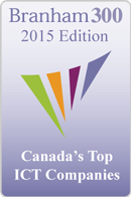 Branham300
2015 Edition
Canada's Top
ICT Companies